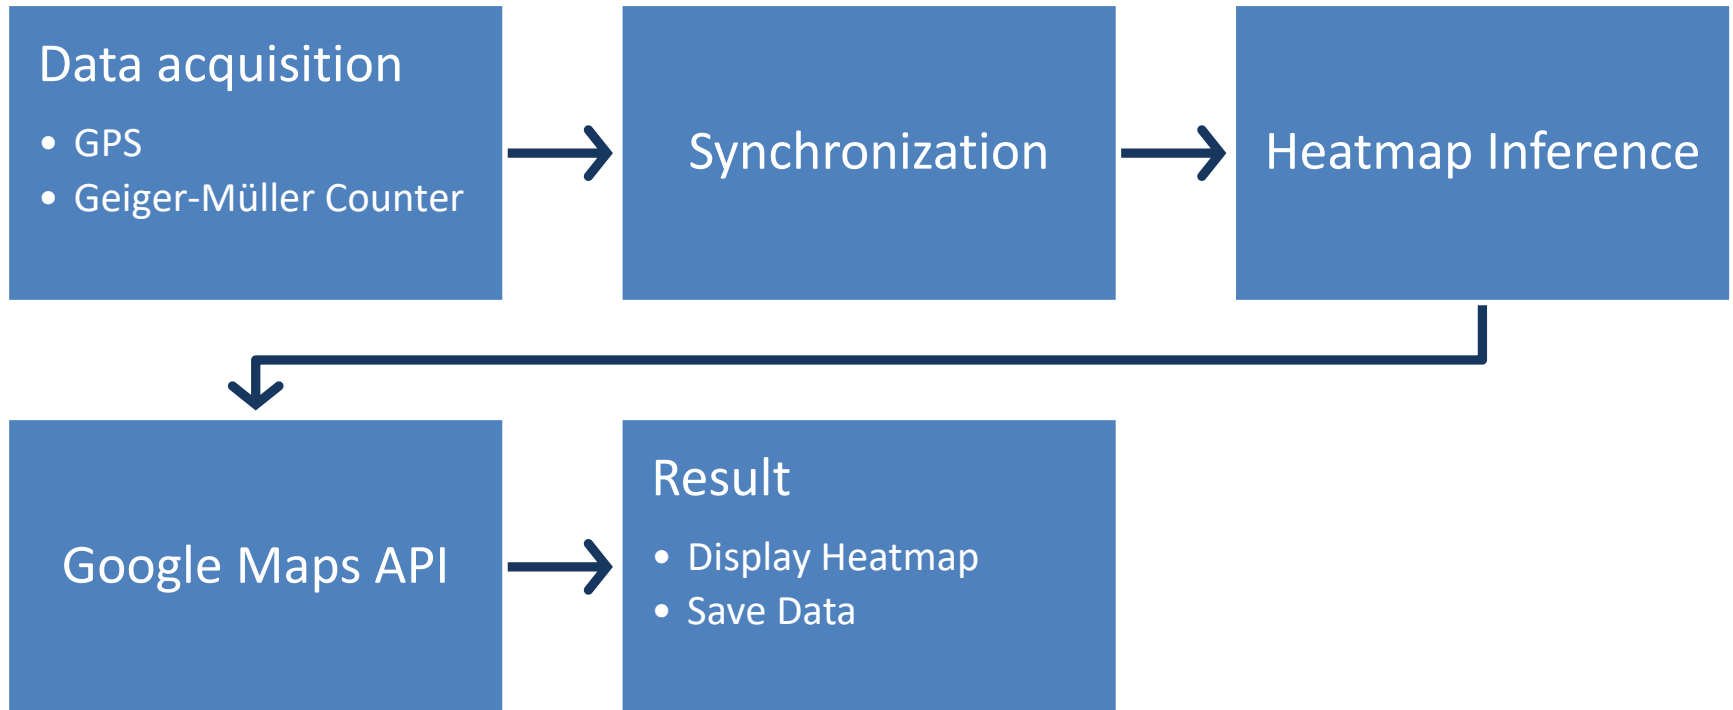 Data acquisition
• GPS
• Geiger-Müller Counter
Synchronization
Heatmap Inference
Google Maps API
Result
• Display Heatmap
• Save Data